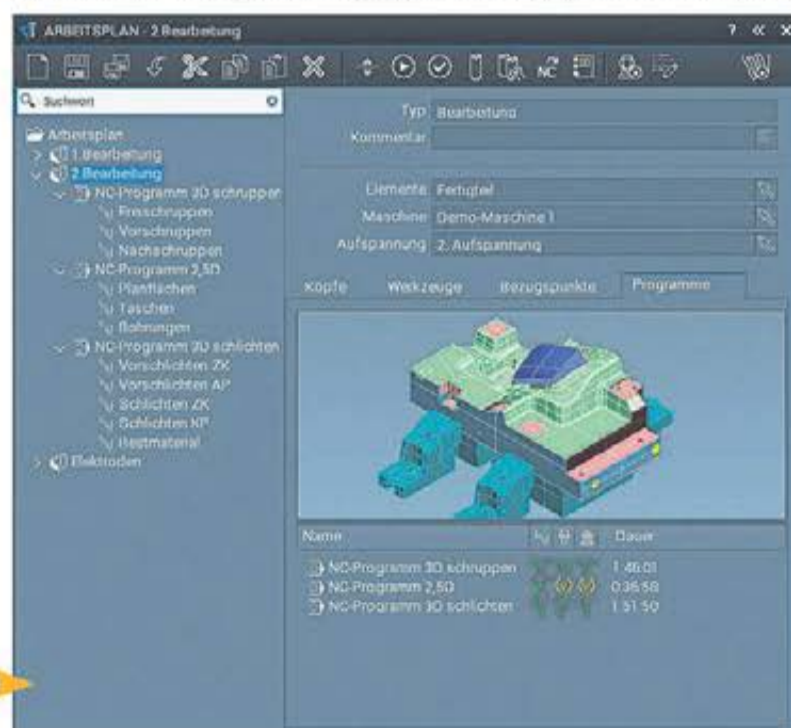 ARBEITSPLAN - 2 Bearbeitung
? « X
NC
Suchwort
Arbeitsplan
1 Bearbeitung
2 Bearbeitung
NC-Programm 3D schruppen
Freischruppen
Vorschruppen
Nachschruppen
NC-Programm 2,5D
Planflächen
Taschen
Bohrungen
NC-Programm 3D schlichten
Vorschlichten ZK
Vorschlichten AP
Schlichten ZK
Schlichten KP
Restmaterial
Elektroden
Typ Bearbeitung
Kommentar
Elemente Fertigteil
Maschine Demo-Maschine 1
Aufspannung 2. Aufspannung
Köpfe Werkzeuge Bezugspunkte Programme
Name Dauer
NC-Programm 3D schruppen 1:46:01
NC-Programm 2,5D 0:36:58
NC-Programm 3D schlichten 1:51:50